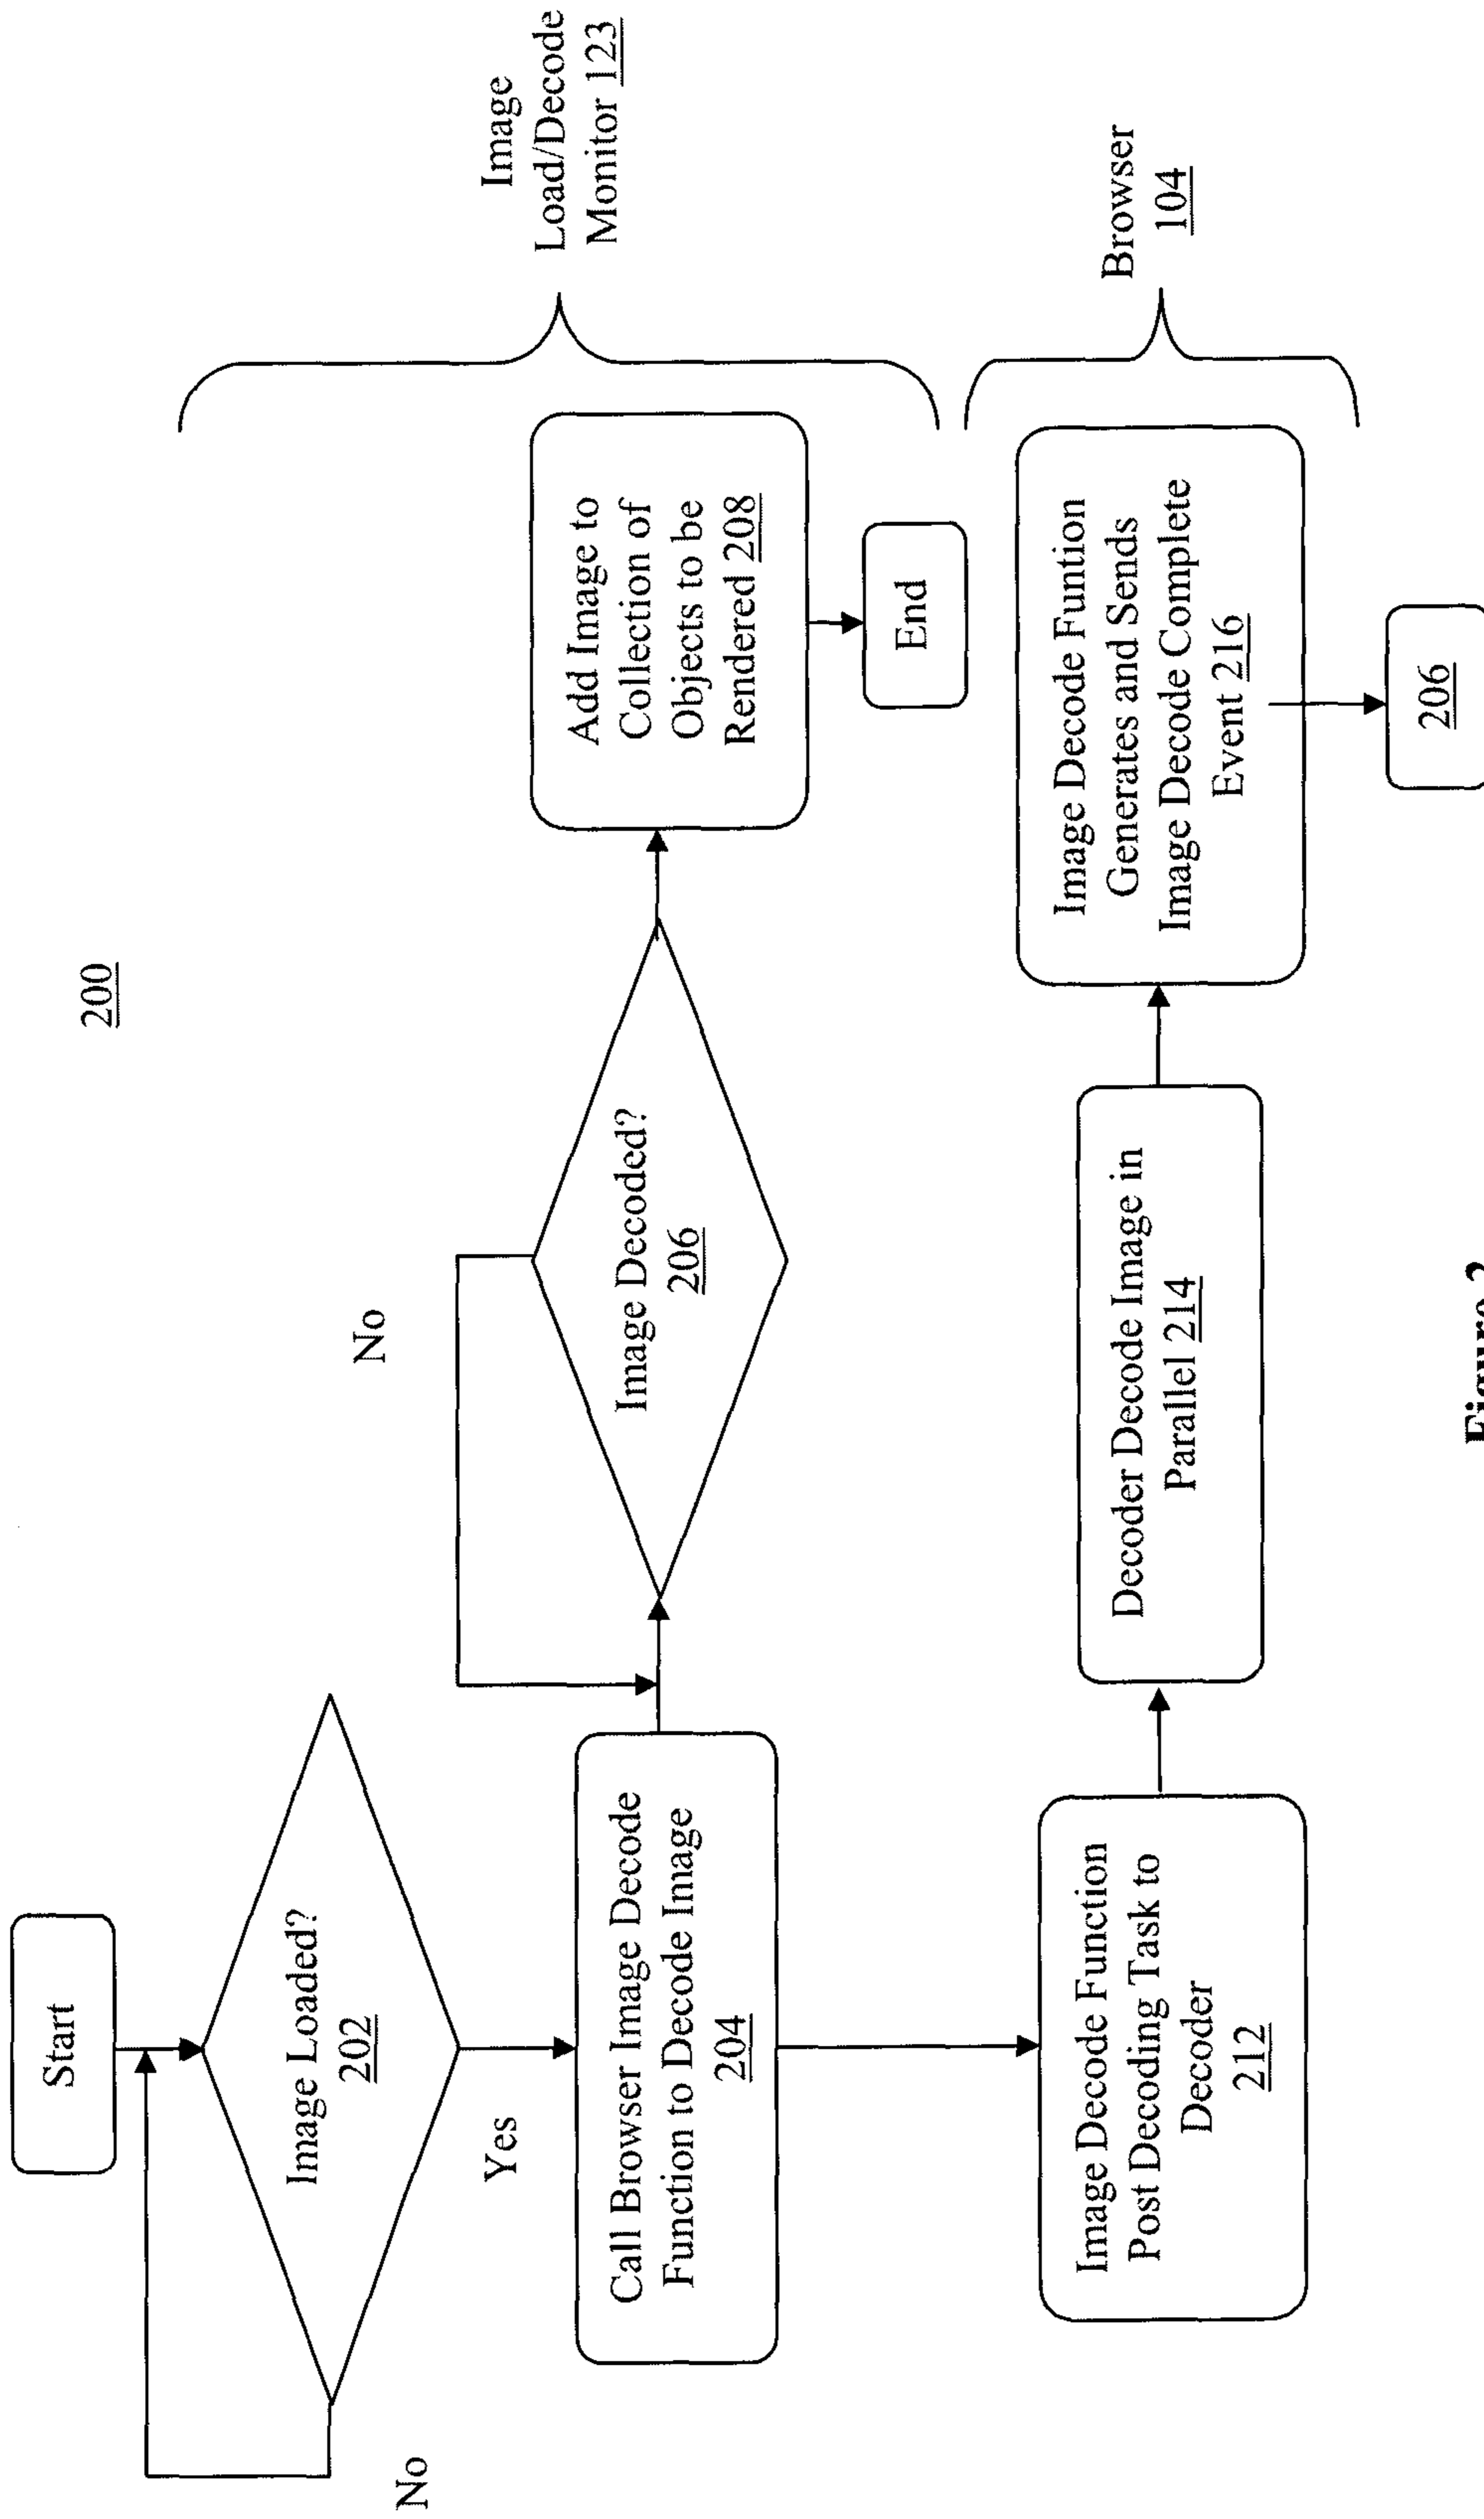 200
Start
Image Loaded?
202
No
Yes
Call Browser Image Decode
Function to Decode Image
204
No
Image Decoded?
206
Add Image to
Collection of
Objects to be
Rendered 208
End
Image
Load/Decode
Monitor 123
Image Decode Function
Post Decoding Task to
Decoder
212
Decoder Decode Image in
Parallel 214
Image Decode Funtion
Generates and Sends
Image Decode Complete
Event 216
206
Browser
104
Figure 2